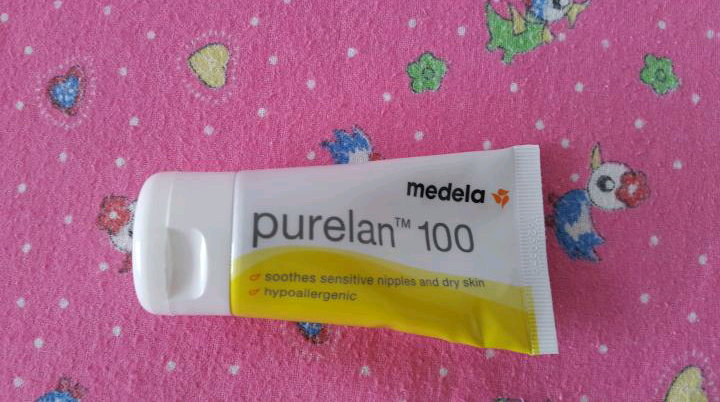 medela
purelan™ 100
soothes sensitive nipples and dry skin
hypoallergenic